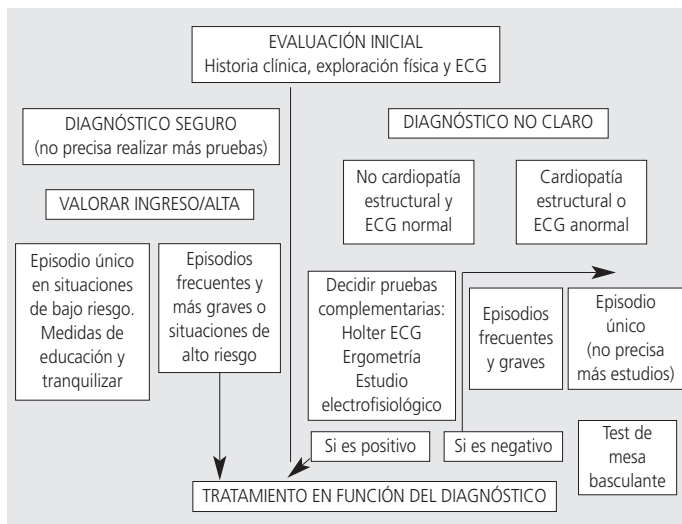 EVALUACIÓN INICIAL
Historia clínica, exploración física y ECG
DIAGNÓSTICO SEGURO
(no precisa realizar más pruebas)
DIAGNÓSTICO NO CLARO
VALORAR INGRESO/ALTA
No cardiopatía
estructural y
ECG normal
Cardiopatía
estructural o
ECG anormal
Episodio único
en situaciones
de bajo riesgo.
Medidas de
educación y
tranquilizar
Episodios
frecuentes y
más graves o
situaciones de
alto riesgo
Decidir pruebas
complementarias:
Holter ECG
Ergometría
Estudio
electrofisiológico
Episodios
frecuentes
y graves
Episodio
único
(no precisa
más estudios)
Si es positivo
Si es negativo
Test de
mesa
basculante
TRATAMIENTO EN FUNCIÓN DEL DIAGNÓSTICO